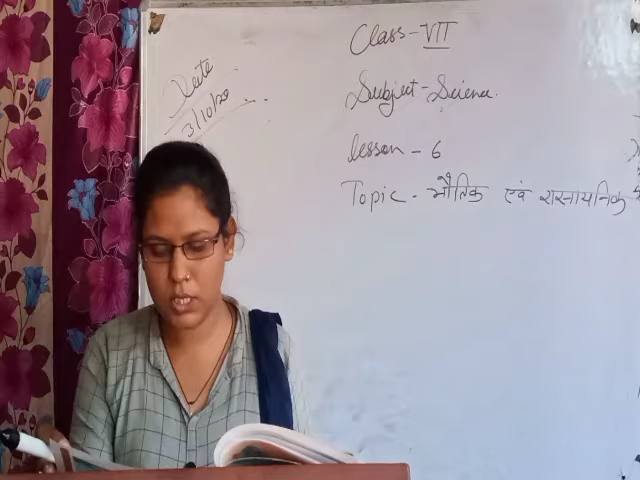 Date
3/10/20
Class - VII
Subject - Science.
lesson - 6
Topic - भौतिक एवं रासायनिक